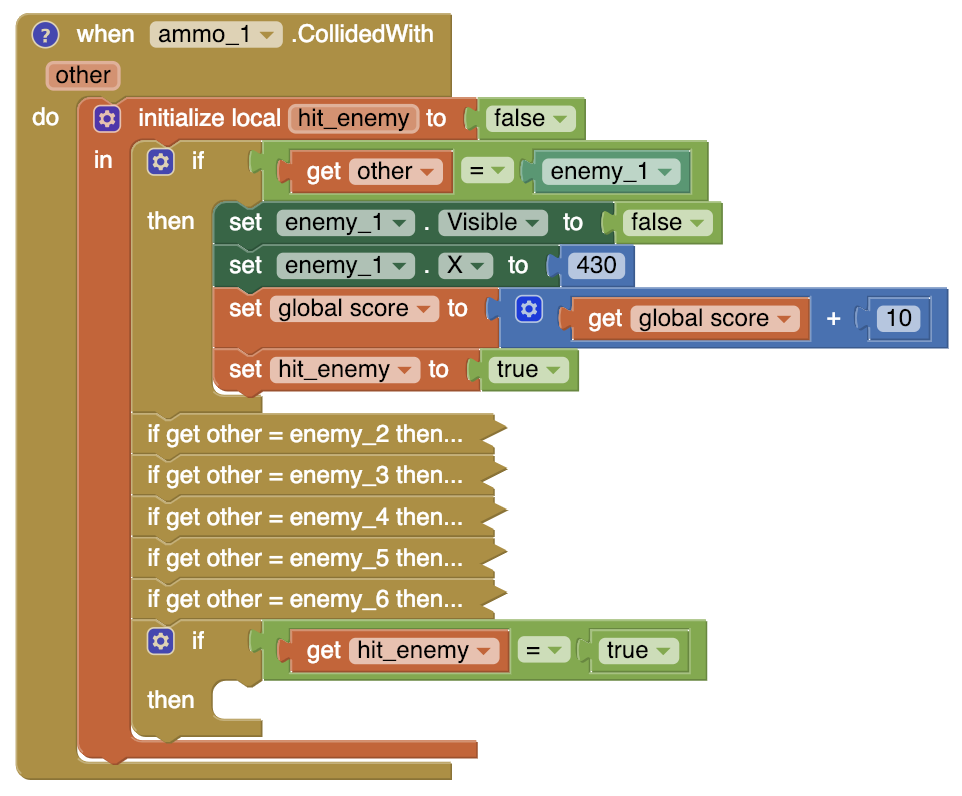 ? when ammo_1 .CollidedWith
other
do initialize local hit_enemy to false
in if get other = enemy_1
then set enemy_1 . Visible to false
set enemy_1 . X to 430
set global score to get global score + 10
set hit_enemy to true
if get other = enemy_2 then...
if get other = enemy_3 then...
if get other = enemy_4 then...
if get other = enemy_5 then...
if get other = enemy_6 then...
if get hit_enemy = true
then